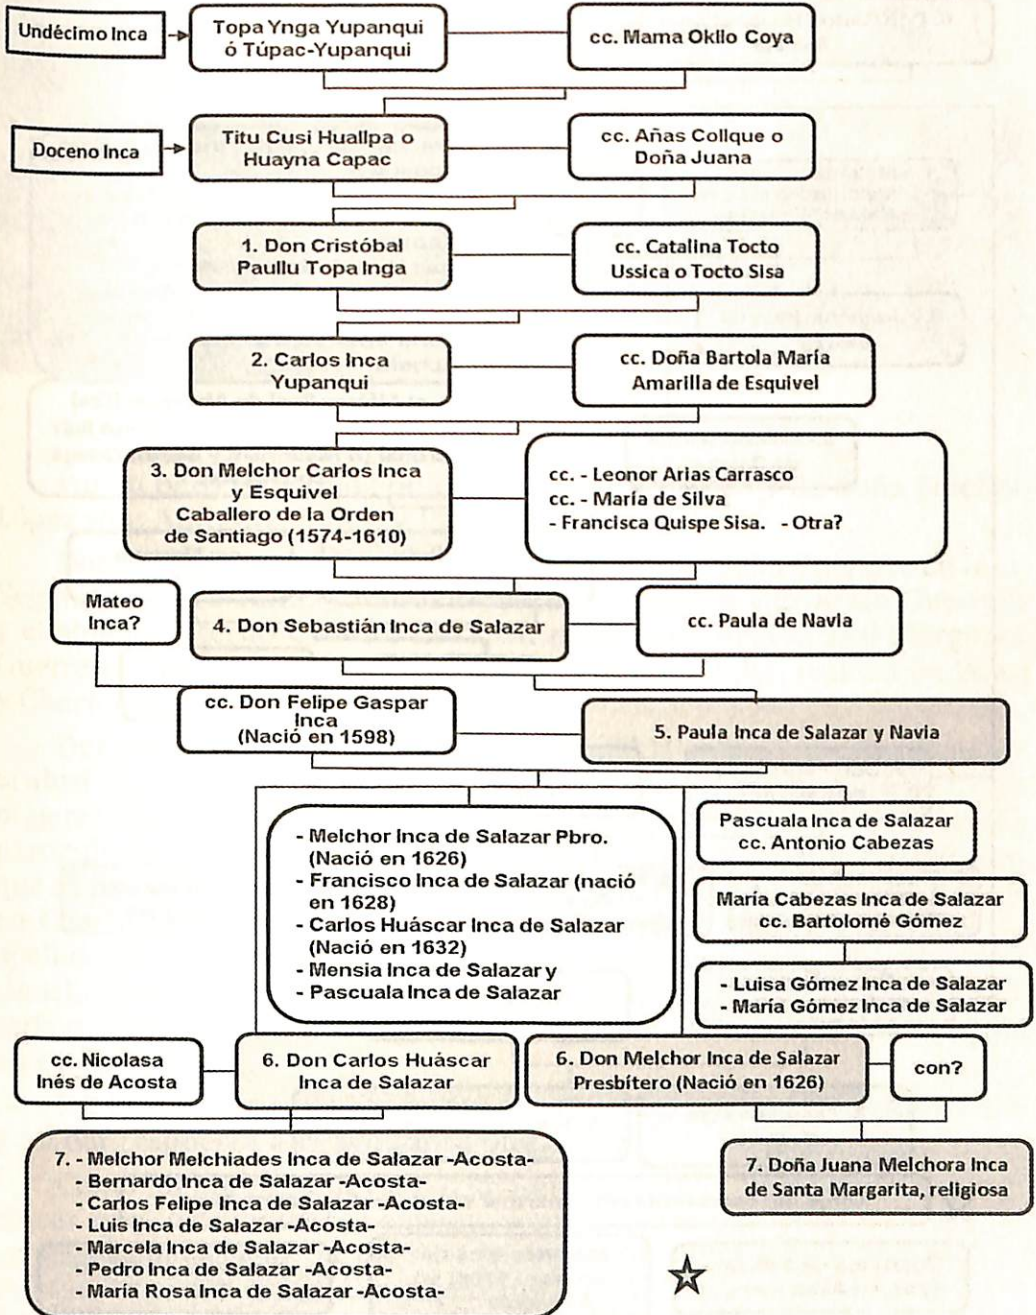 Undécimo Inca
Topa Ynga Yupanqui
ó Túpac-Yupanqui
cc. Mama Okllo Coya
Doceno Inca
Titu Cusi Huallpa o
Huayna Capac
cc. Añas Collque o
Doña Juana
1. Don Cristóbal
Paullu Topa Inga
cc. Catalina Tocto
Ussica o Tocto Sisa
2. Carlos Inca
Yupanqui
cc. Doña Bartola María
Amarilla de Esquivel
3. Don Melchor Carlos Inca
y Esquivel
Caballero de la Orden
de Santiago (1574-1610)
cc. - Leonor Arias Carrasco
cc. - María de Silva
- Francisca Quispe Sisa. - Otra?
Mateo
Inca?
4. Don Sebastián Inca de Salazar
cc. Paula de Navia
cc. Don Felipe Gaspar
Inca
(Nació en 1598)
5. Paula Inca de Salazar y Navia
- Melchor Inca de Salazar Pbro.
(Nació en 1626)
- Francisco Inca de Salazar (nació
en 1628)
- Carlos Huáscar Inca de Salazar
(Nació en 1632)
- Mensia Inca de Salazar y
- Pascuala Inca de Salazar
Pascuala Inca de Salazar
cc. Antonio Cabezas
María Cabezas Inca de Salazar
cc. Bartolomé Gómez
- Luisa Gómez Inca de Salazar
- María Gómez Inca de Salazar
cc. Nicolasa
Inés de Acosta
6. Don Carlos Huáscar
Inca de Salazar
6. Don Melchor Inca de Salazar
Presbítero (Nació en 1626)
con?
7. - Melchor Melchiades Inca de Salazar -Acosta-
- Bernardo Inca de Salazar -Acosta-
- Carlos Felipe Inca de Salazar -Acosta-
- Luis Inca de Salazar -Acosta-
- Marcela Inca de Salazar -Acosta-
- Pedro Inca de Salazar -Acosta-
- María Rosa Inca de Salazar -Acosta-
7. Doña Juana Melchora Inca
de Santa Margarita, religiosa